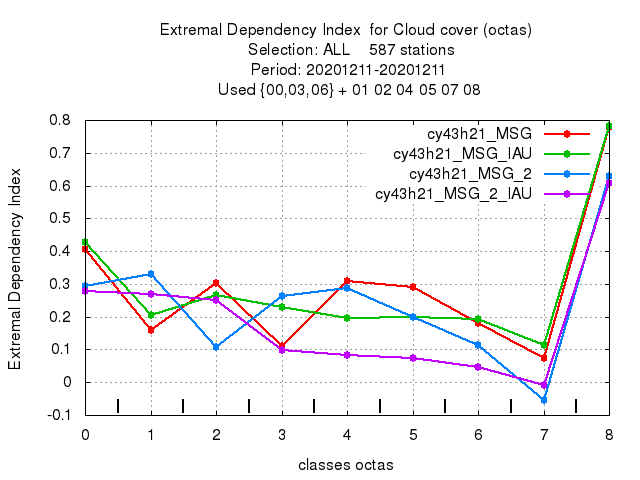 Extremal Dependency Index  for Cloud cover (octas)
Selection: ALL    587 stations
Period: 20201211-20201211
Used {00,03,06} + 01 02 04 05 07 08
cy43h21_MSG
cy43h21_MSG_IAU
cy43h21_MSG_2
cy43h21_MSG_2_IAU
Extremal Dependency Index
0.8
0.7
0.6
0.5
0.4
0.3
0.2
0.1
0
-0.1
0 1 2 3 4 5 6 7 8
classes octas